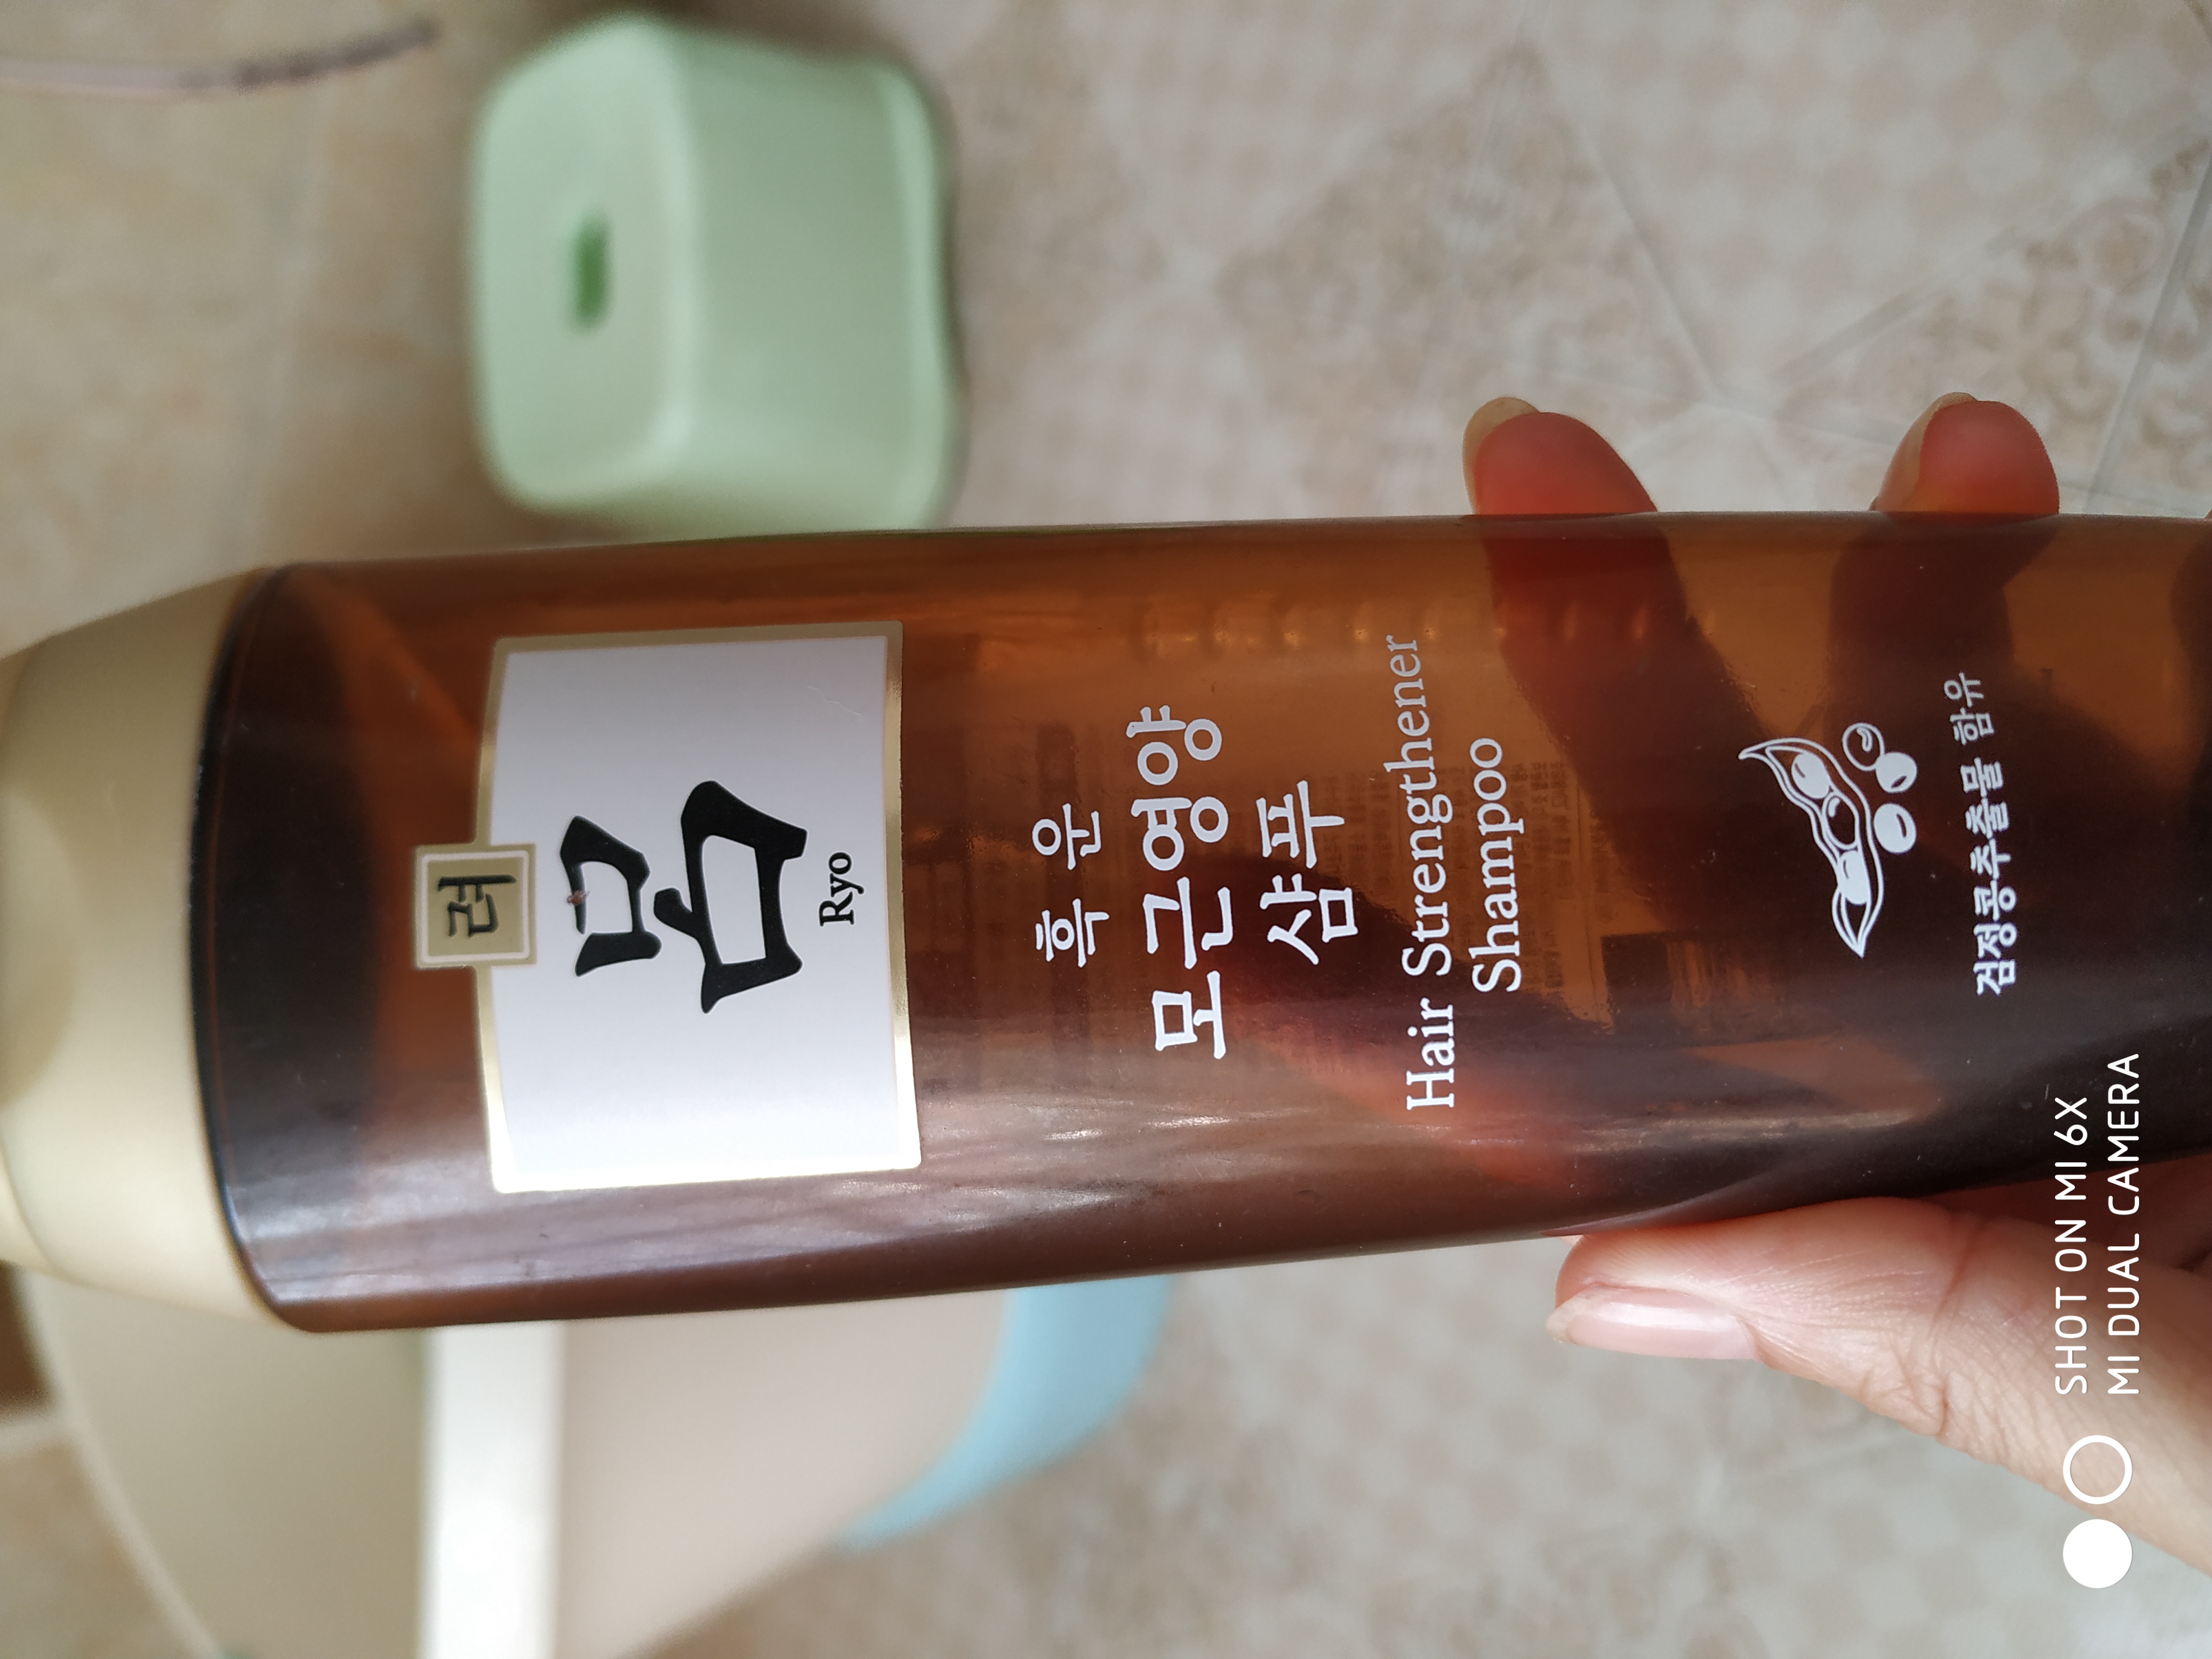 려
呂
Ryo
흑 운
모근영양
샴푸
Hair Strengthener
Shampoo
검정콩추출물 함유
SHOT ON MI 6X
MI DUAL CAMERA